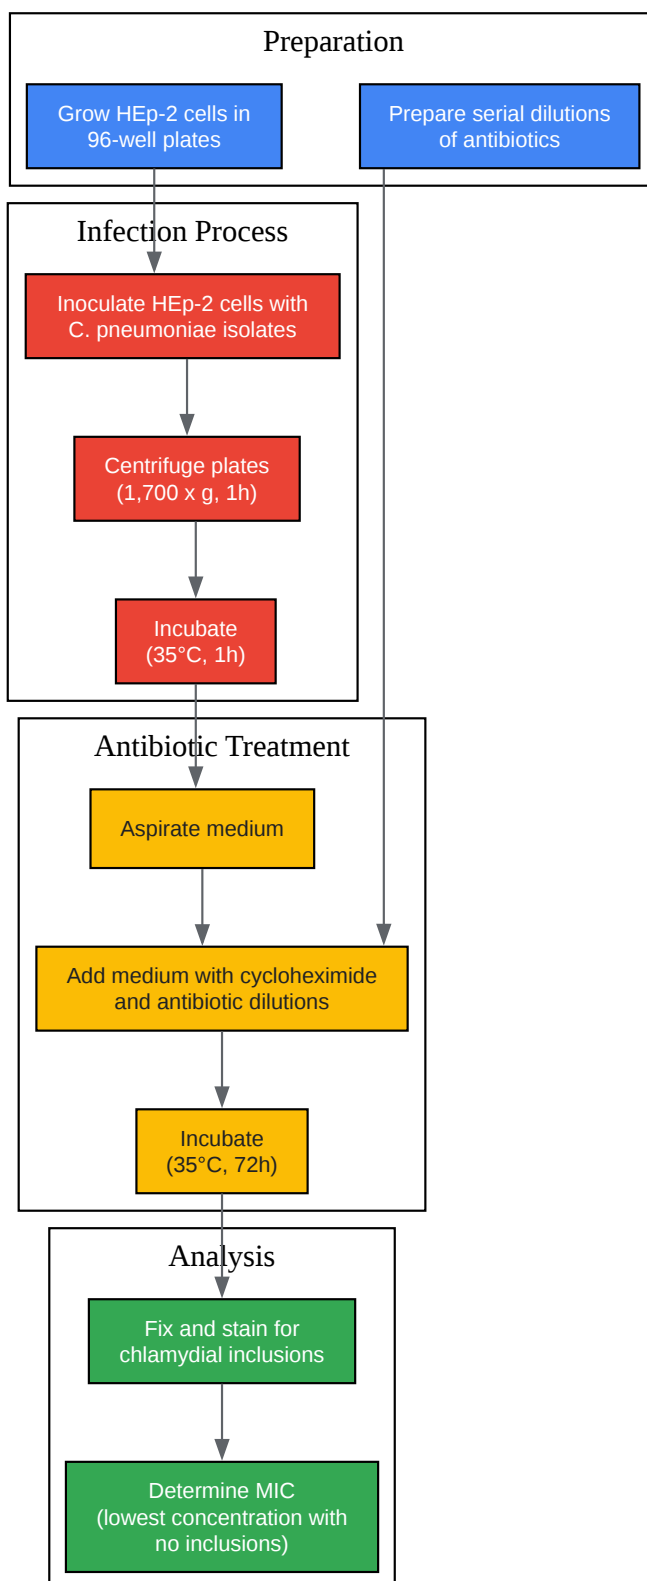 Preparation
Grow HEp-2 cells in
96-well plates
Prepare serial dilutions
of antibiotics
Infection Process
Inoculate HEp-2 cells with
C. pneumoniae isolates
Centrifuge plates
(1,700 x g, 1h)
Incubate
(35°C, 1h)
Antibiotic Treatment
Aspirate medium
Add medium with cycloheximide
and antibiotic dilutions
Incubate
(35°C, 72h)
Analysis
Fix and stain for
chlamydial inclusions
Determine MIC
(lowest concentration with
no inclusions)